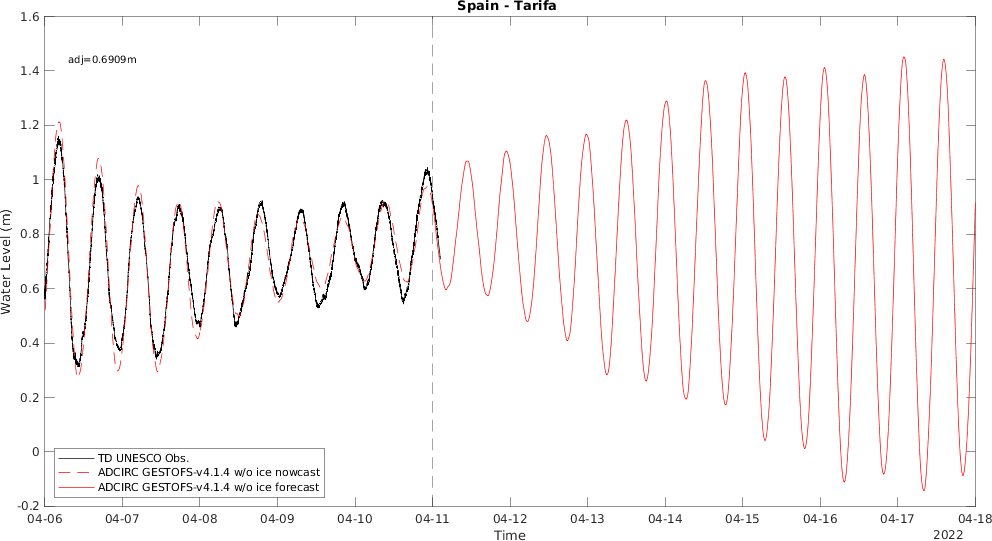 Spain - Tarifa
1.6
1.4
1.2
1
0.8
0.6
0.4
0.2
0
-0.2
Water Level (m)
adj=0.6909m
TD UNESCO Obs.
ADCIRC GESTOFS-v4.1.4 w/o ice nowcast
ADCIRC GESTOFS-v4.1.4 w/o ice forecast
04-06 04-07 04-08 04-09 04-10 04-11 04-12 04-13 04-14 04-15 04-16 04-17 04-18
Time
2022